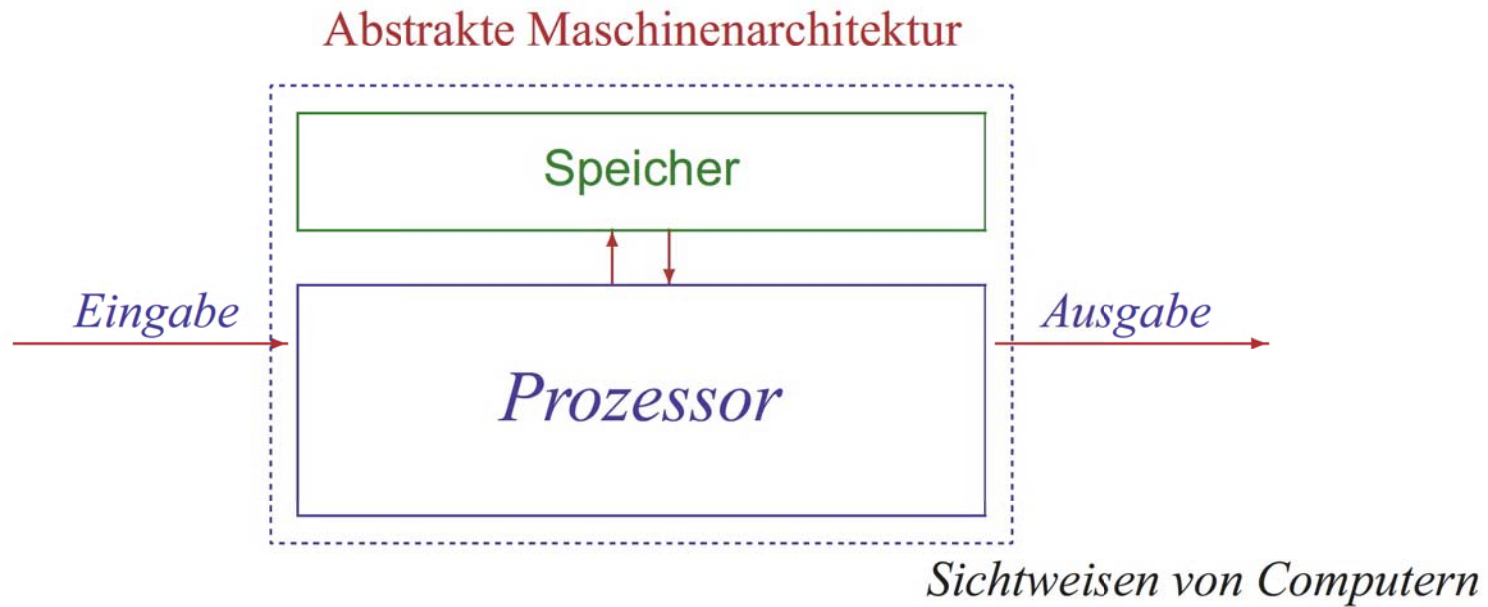 Abstrakte Maschinenarchitektur
Speicher
Eingabe
Ausgabe
Prozessor
Sichtweisen von Computern